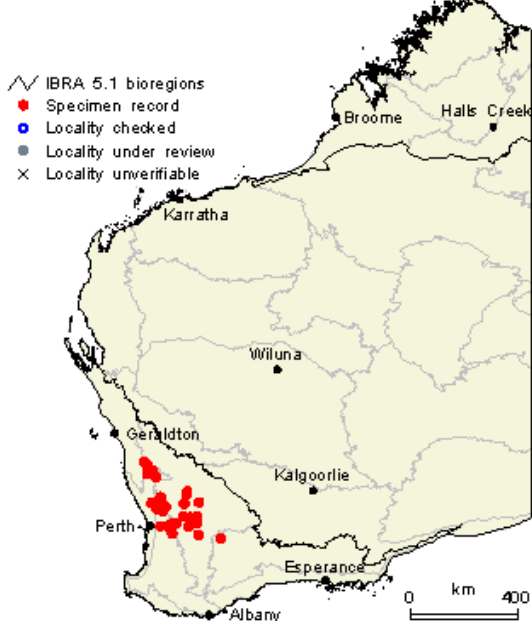 IBRA 5.1 bioregions
Specimen record
Locality checked
Locality under review
Locality unverifiable
Broome
Halls Creek
Karratha
Wiluna
Geraldton
Kalgoorlie
Perth
Esperance
Albany
km
0 400